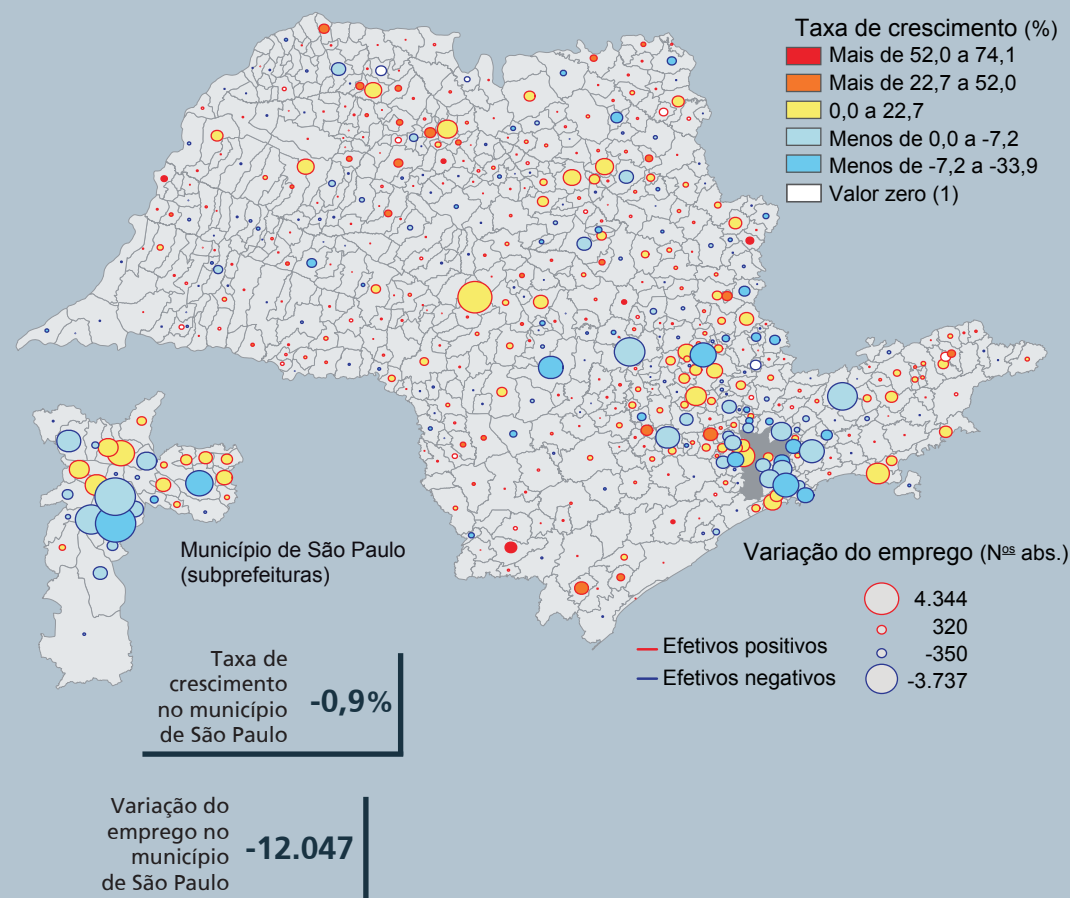 Taxa de crescimento (%)
Mais de 52,0 a 74,1
Mais de 22,7 a 52,0
0,0 a 22,7
Menos de 0,0 a -7,2
Menos de -7,2 a -33,9
Valor zero (1)
Município de São Paulo
(subprefeituras)
Variação do emprego (Nos abs.)
4.344
320
-350
-3.737
Efetivos positivos
Efetivos negativos
Taxa de
crescimento
no município
de São Paulo
-0,9%
Variação do
emprego no
município
de São Paulo
-12.047